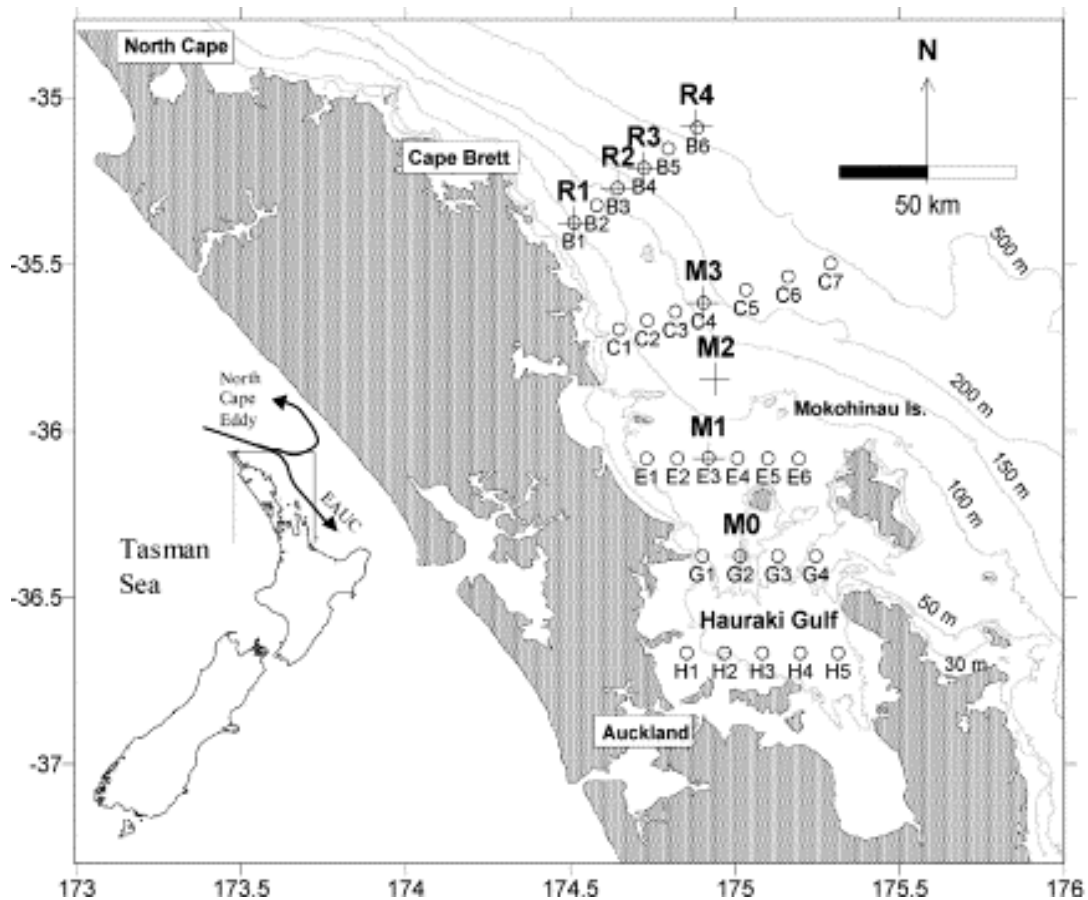 North Cape
N
-35
R4
R3
B6
Cape Brett
R2
B5
B4
50 km
R1
B3
B2
B1
500 m
-35.5
M3
C7
C6
C5
C4
C3
C2
C1
M2
North
Cape
Eddy
Mokohinau Is.
200 m
-36
M1
150 m
E1 E2 E3 E4 E5 E6
100 m
EAUC
M0
Tasman
Sea
G1 G2 G3 G4
-36.5
50 m
Hauraki Gulf
H1 H2 H3 H4 H5
30 m
Auckland
-37
173 173.5 174 174.5 175 175.5 176